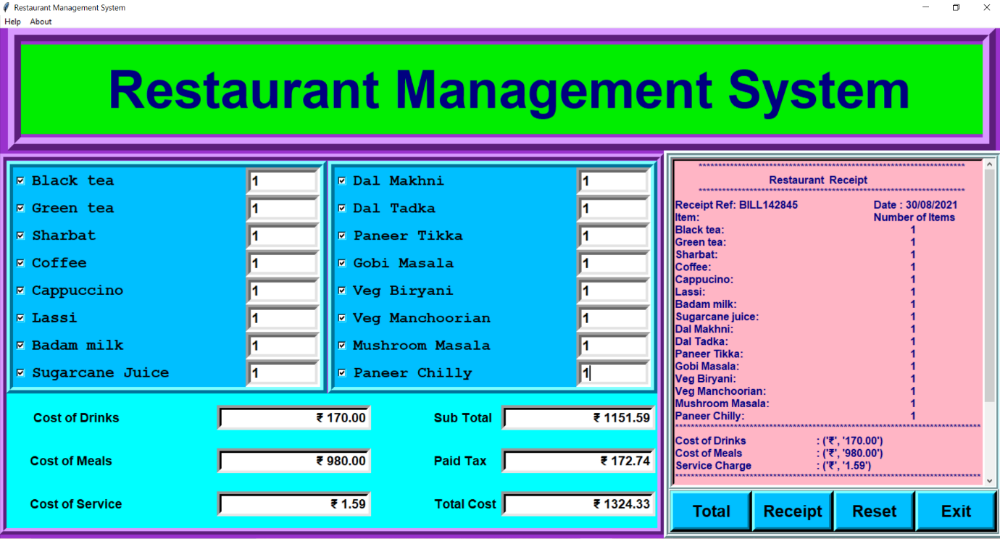 Restaurant Management System
Help About
Restaurant Management System
Black tea 1
Green tea 1
Sharbat 1
Coffee 1
Cappuccino 1
Lassi 1
Badam milk 1
Sugarcane Juice 1
Dal Makhni 1
Dal Tadka 1
Paneer Tikka 1
Gobi Masala 1
Veg Biryani 1
Veg Manchoorian 1
Mushroom Masala 1
Paneer Chilly 1
Cost of Drinks ₹ 170.00
Cost of Meals ₹ 980.00
Cost of Service ₹ 1.59
Sub Total ₹ 1151.59
Paid Tax ₹ 172.74
Total Cost ₹ 1324.33
Restaurant Receipt
Receipt Ref: BILL142845 Date : 30/08/2021
Item: Number of Items
Black tea: 1
Green tea: 1
Sharbat: 1
Coffee: 1
Cappucino: 1
Lassi: 1
Badam milk: 1
Sugarcane juice: 1
Dal Makhni: 1
Dal Tadka: 1
Paneer Tikka: 1
Gobi Masala: 1
Veg Biryani: 1
Veg Manchoorian: 1
Mushroom Masala: 1
Paneer Chilly: 1
Cost of Drinks : ('₹', '170.00')
Cost of Meals : ('₹', '980.00')
Service Charge : ('₹', '1.59')
Total Receipt Reset Exit